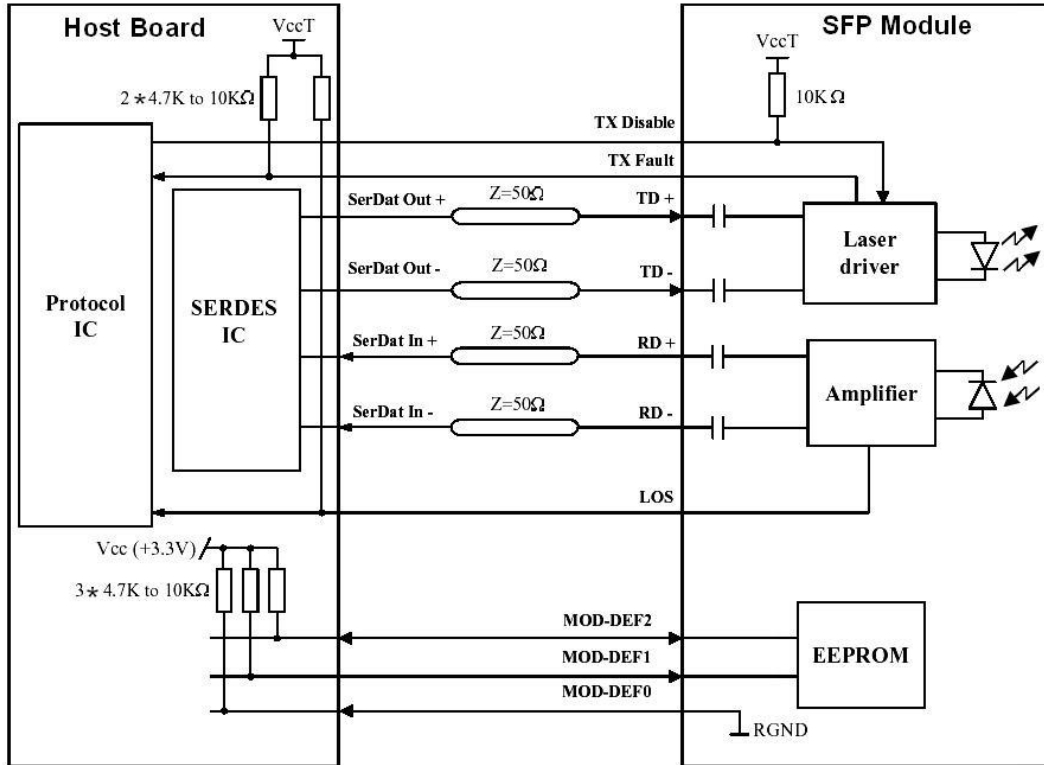 Host Board
SFP Module
VccT
VccT
2*4.7K to 10KΩ
10KΩ
TX Disable
TX Fault
SerDat Out +
Z=50Ω
TD +
Laser
driver
SerDat Out -
Z=50Ω
TD -
Protocol
IC
SERDES
IC
SerDat In +
Z=50Ω
RD +
Amplifier
SerDat In -
Z=50Ω
RD -
LOS
Vcc (+3.3V)
3*4.7K to 10KΩ
MOD-DEF2
EEPROM
MOD-DEF1
MOD-DEF0
RGND